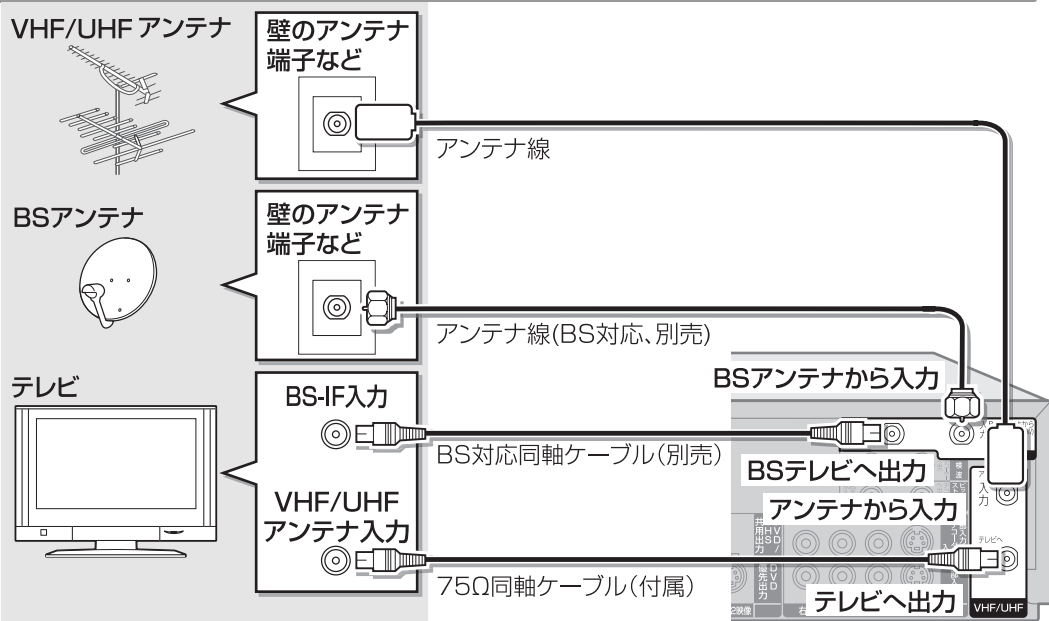 VHF/UHF アンテナ
壁のアンテナ
端子など
アンテナ線
BSアンテナ
壁のアンテナ
端子など
アンテナ線(BS対応、別売)
テレビ
BS-IF入力
BS対応同軸ケーブル(別売)
VHF/UHF
アンテナ入力
75Ω同軸ケーブル(付属)
BSアンテナから入力
BSテレビへ出力
アンテナから入力
入力
テレビへ
テレビへ出力
VHF/UHF